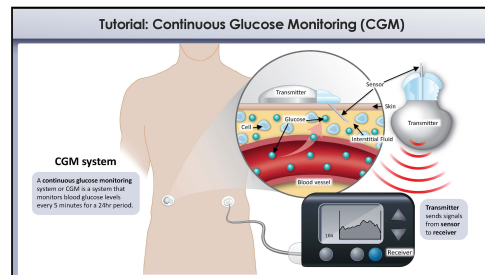 Tutorial: Continuous Glucose Monitoring (CGM)
Sensor
Transmitter
Skin
Glucose
Cell
Interstitial Fluid
Transmitter
Blood vessel
CGM system
A continuous glucose monitoring
system or CGM is a system that
monitors blood glucose levels
every 5 minutes for a 24hr period.
Transmitter
sends signals
from sensor
to receiver
Receiver